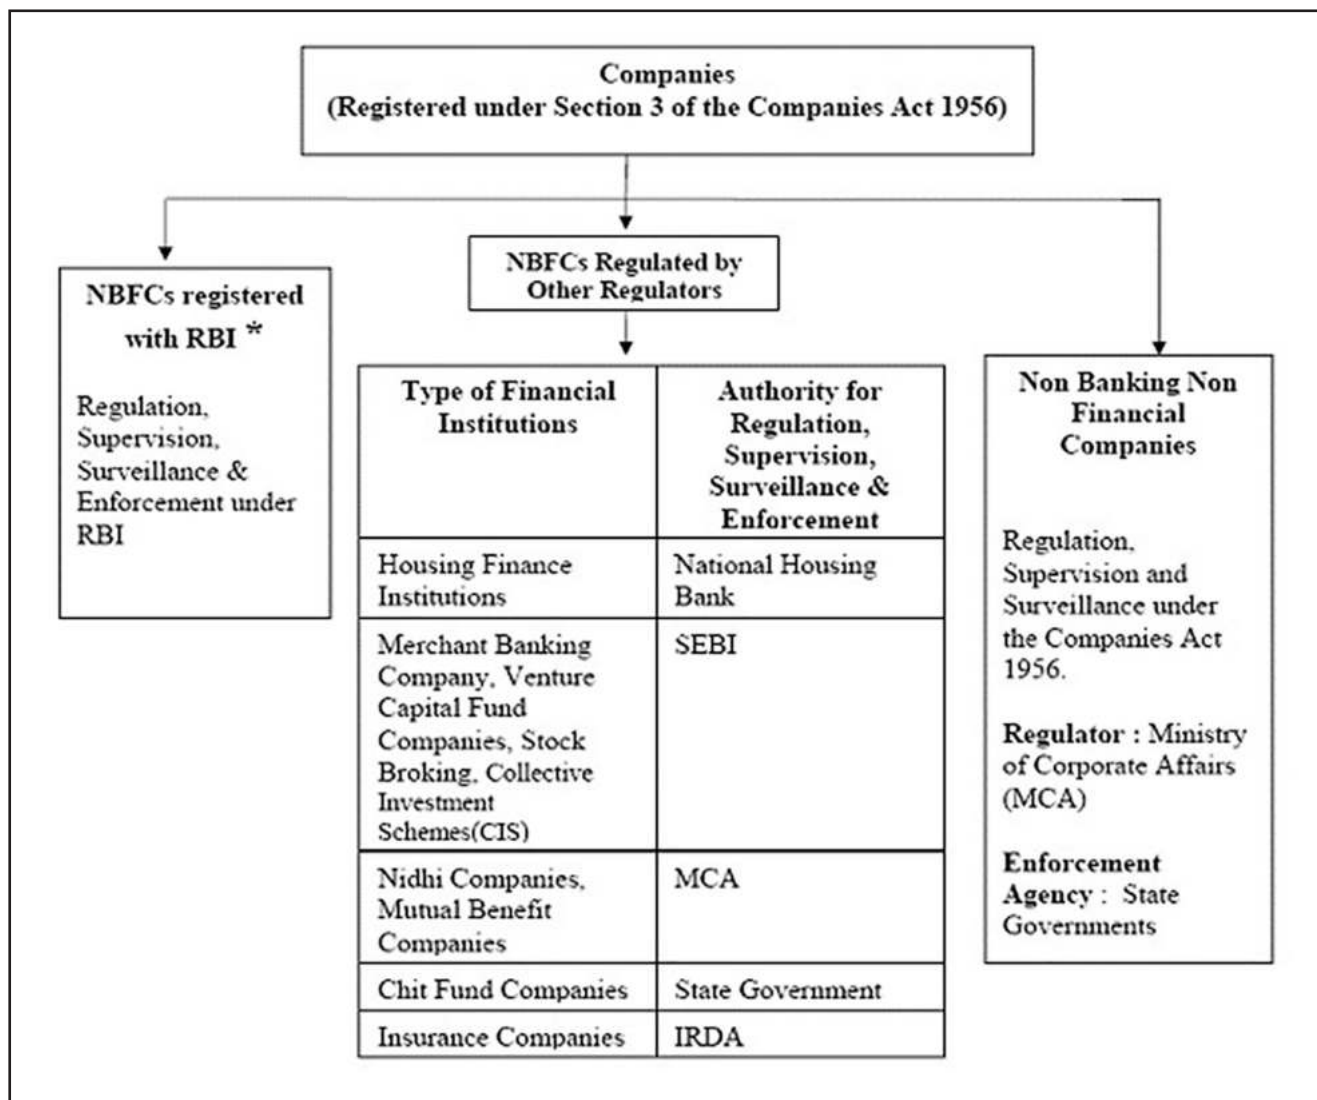 Companies
(Registered under Section 3 of the Companies Act 1956)
NBFCs registered
with RBI *
Regulation,
Supervision,
Surveillance &
Enforcement under
RBI
NBFCs Regulated by
Other Regulators
Type of Financial
Institutions
Authority for
Regulation,
Supervision,
Surveillance &
Enforcement
Housing Finance
Institutions
National Housing
Bank
Merchant Banking
Company, Venture
Capital Fund
Companies, Stock
Broking, Collective
Investment
Schemes(CIS)
SEBI
Nidhi Companies,
Mutual Benefit
Companies
MCA
Chit Fund Companies
State Government
Insurance Companies
IRDA
Non Banking Non
Financial
Companies
Regulation,
Supervision and
Surveillance under
the Companies Act
1956.
Regulator : Ministry
of Corporate Affairs
(MCA)
Enforcement
Agency : State
Governments